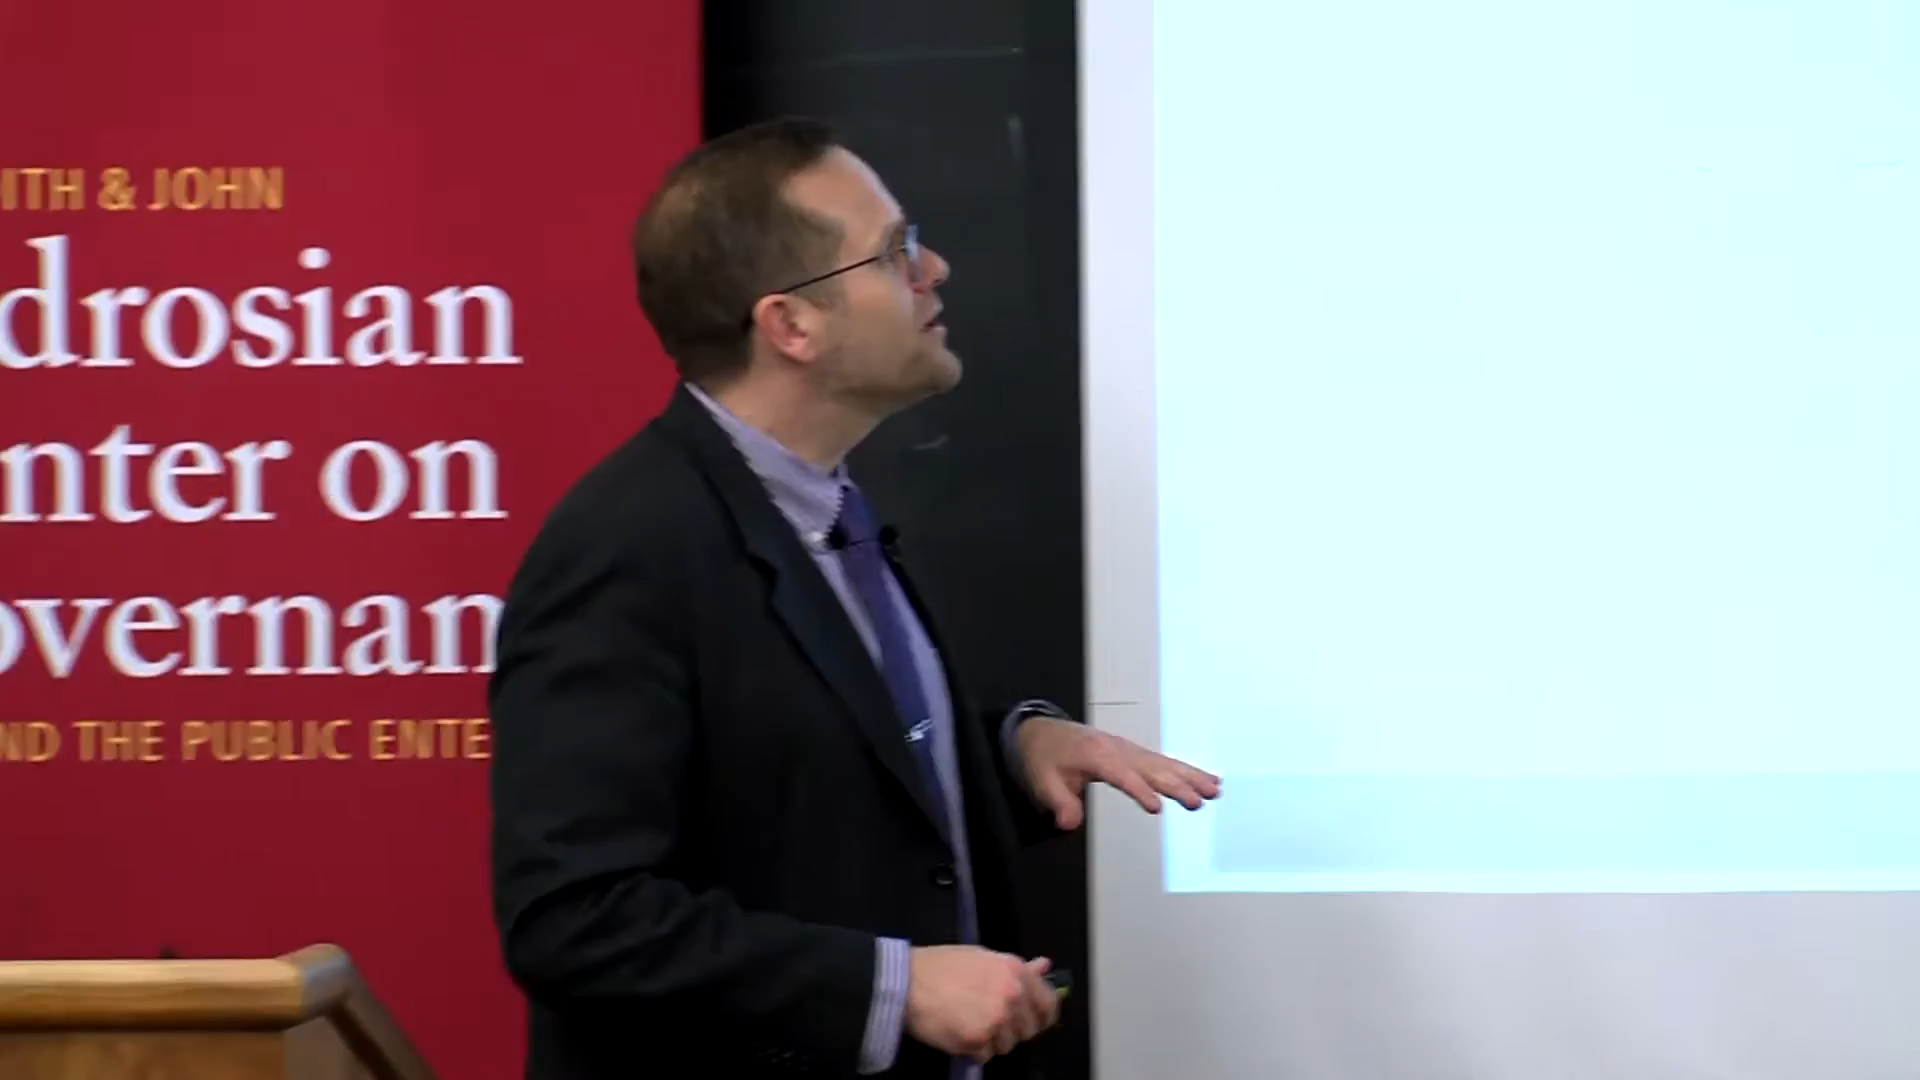 ITH & JOHN
drosian
nter on
overnan
ND THE PUBLIC ENTE